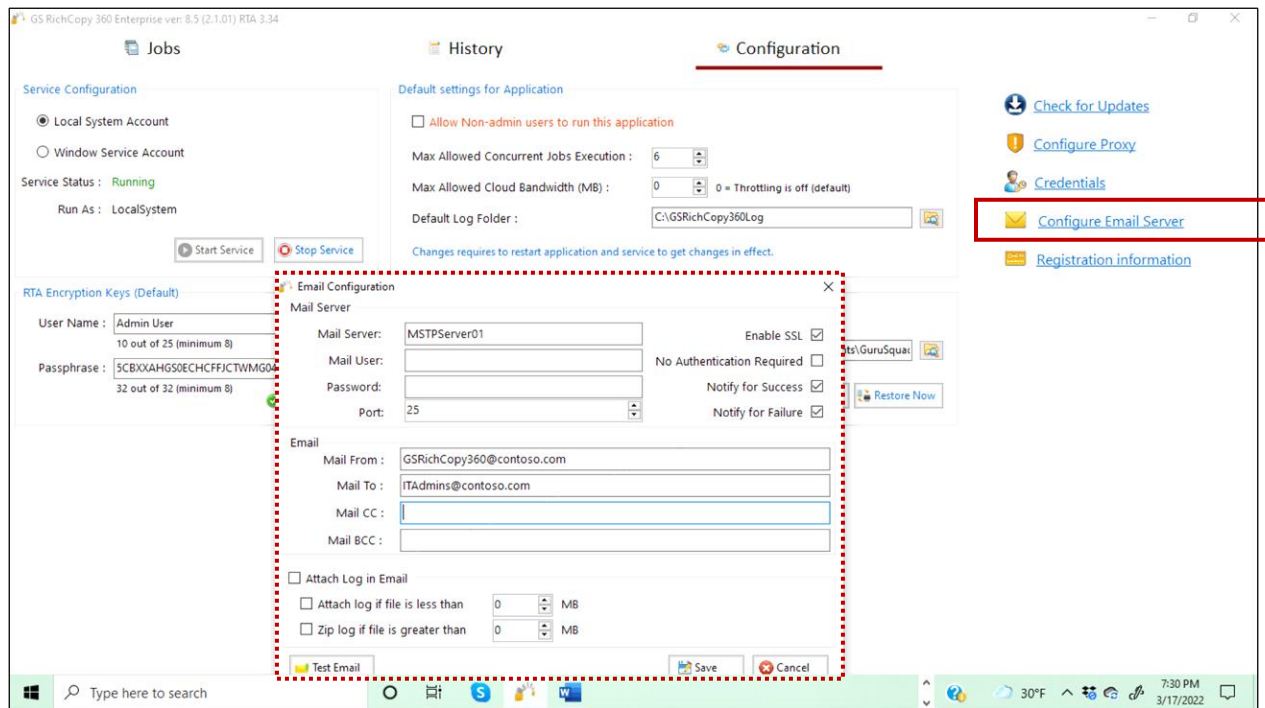 GS RichCopy 360 Enterprise ver: 8.5 (2.1.01) RTA 3.34
Jobs
History
Configuration
Service Configuration
Local System Account
Window Service Account
Service Status : Running
Run As : LocalSystem
Start Service
Stop Service
Default settings for Application
Allow Non-admin users to run this application
Max Allowed Concurrent Jobs Execution : 6
Max Allowed Cloud Bandwidth (MB) : 0 0 = Throttling is off (default)
Default Log Folder : C:\GSRichCopy360Log
Changes requires to restart application and service to get changes in effect.
Check for Updates
Configure Proxy
Credentials
Configure Email Server
Registration information
RTA Encryption Keys (Default)
User Name : Admin User
10 out of 25 (minimum 8)
Passphrase :
32 out of 32 (minimum 8)
Email Configuration
Mail Server
Mail Server: MSTPServer01
Mail User:
Password:
Port: 25
Enable SSL
No Authentication Required
Notify for Success
Notify for Failure
Email
Mail From : GSRichCopy360@contoso.com
Mail To : ITAdmins@contoso.com
Mail CC :
Mail BCC :
Attach Log in Email
Attach log if file is less than 0 MB
Zip log if file is greater than 0 MB
Test Email
Save
Cancel
Restore Now
Type here to search
30°F
7:30 PM
3/17/2022